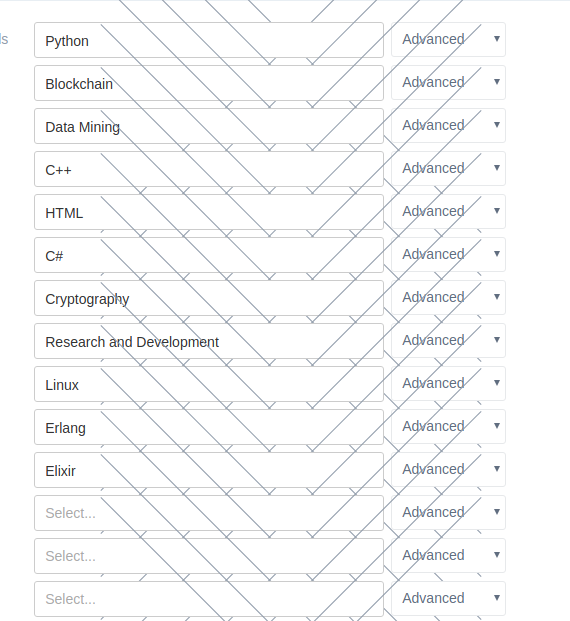 Python Advanced
Blockchain Advanced
Data Mining Advanced
C++ Advanced
HTML Advanced
C# Advanced
Cryptography Advanced
Research and Development Advanced
Linux Advanced
Erlang Advanced
Elixir Advanced
Select... Advanced
Select... Advanced
Select... Advanced